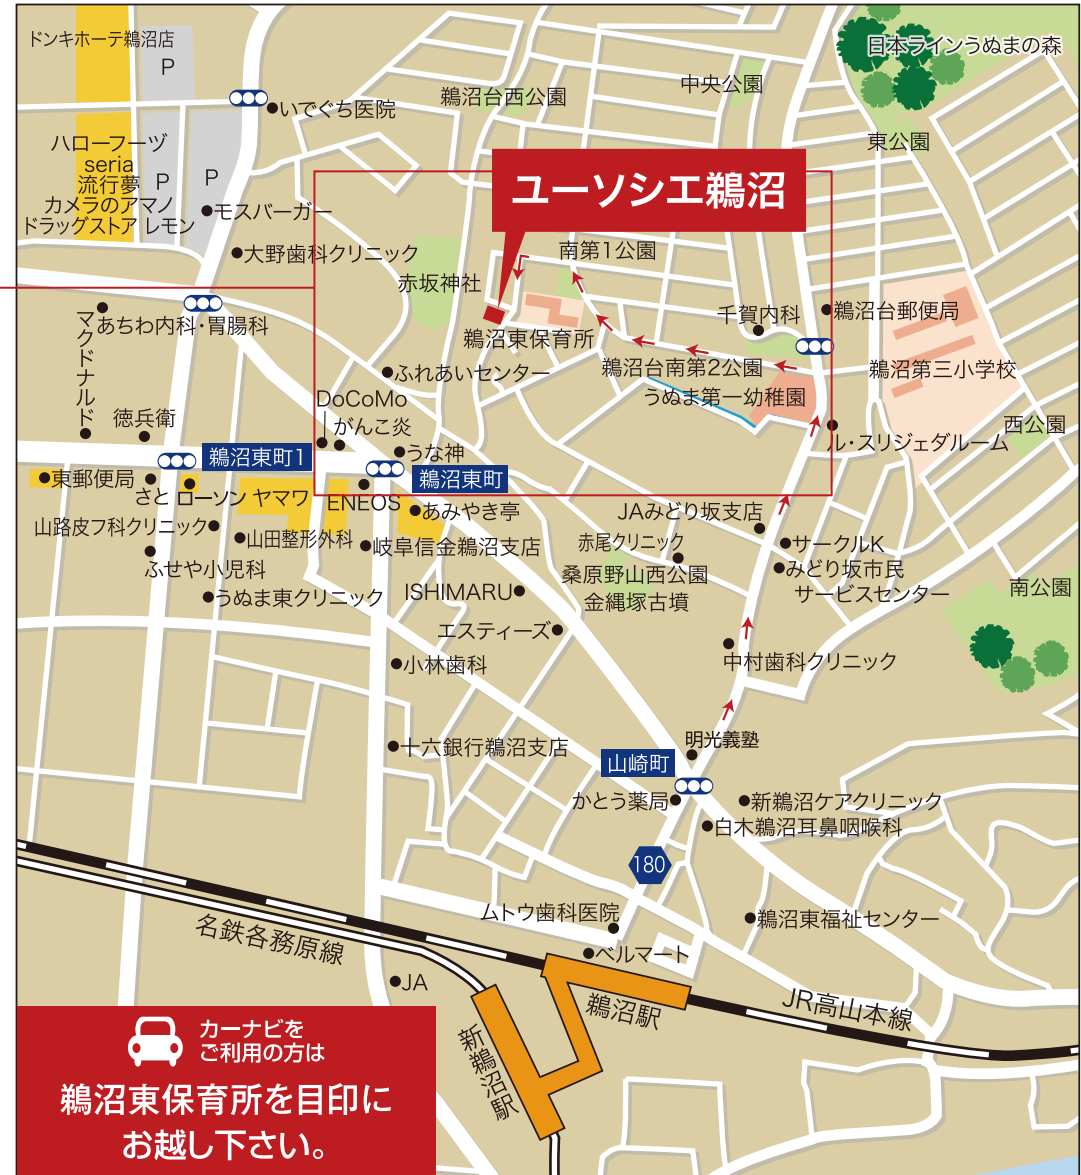 ドンキホーテ鵜沼店
P
日本ラインうぬまの森
中央公園
鵜沼台西公園
いでぐち医院
東公園
ハローフーヅ
seria
流行夢
P
P
カメラのアマノ
ドラッグストア レモン
モスバーガー
ユーソシエ鵜沼
大野歯科クリニック
南第1公園
赤坂神社
マクドナルド
あちわ内科・胃腸科
千賀内科
鵜沼台郵便局
鵜沼東保育所
ふれあいセンター
鵜沼台南第2公園
鵜沼第三小学校
うぬま第一幼稚園
DoCoMo
がんこ炎
徳兵衛
西公園
ル・スリジェダルーム
うな神
鵜沼東町1
鵜沼東町
東郵便局
さと
ローソン
ヤマワ
ENEOS
あみやき亭
JAみどり坂支店
山路皮フ科クリニック
山田整形外科
岐阜信金鵜沼支店
赤尾クリニック
サークルK
ふせや小児科
桑原野山西公園
みどり坂市民
サービスセンター
南公園
うぬま東クリニック
ISHIMARU
金縄塚古墳
エスティーズ
小林歯科
中村歯科クリニック
十六銀行鵜沼支店
明光義塾
山崎町
かとう薬局
新鵜沼ケアクリニック
白木鵜沼耳鼻咽喉科
180
ムトウ歯科医院
鵜沼東福祉センター
名鉄各務原線
ベルマート
JA
鵜沼駅
JR高山本線
新鵜沼駅
カーナビを
ご利用の方は
鵜沼東保育所を目印に
お越し下さい。